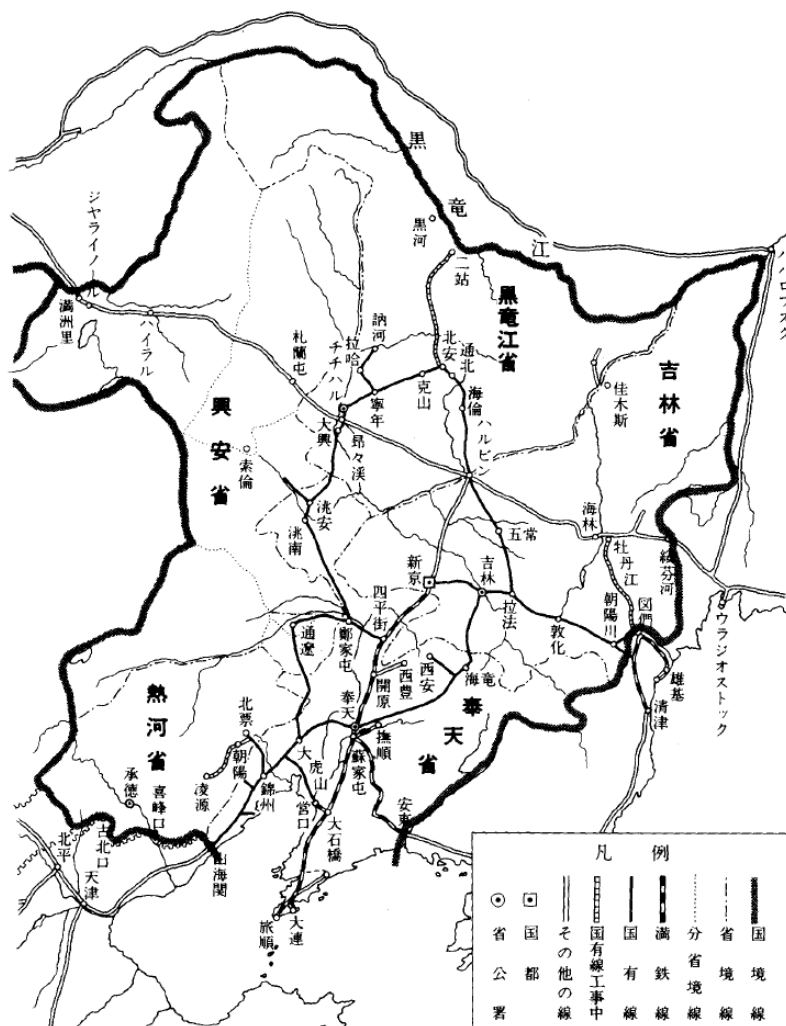 黒竜江
ハバロフスク
ジヤライノール
満洲里
ハイラル
黒河
二站
黒竜江省
吉林省
興安省
奉天省
熱河省
訥河
拉哈
チチハル
札蘭屯
北安
通北
克山
海倫
寧年
大興
昂々渓
ハルビン
佳木斯
索倫
洮安
洮南
五常
海林
牡丹江
綏芬河
新京
吉林
拉法
敦化
朝陽川
図們
ウラジオストック
雄基
清津
四平街
鄭家屯
通遼
開原
西豊
西安
海竜
奉天
撫順
蘇家屯
北票
朝陽
凌源
錦州
大虎山
営口
大石橋
安東
承徳
喜峰口
古北口
北平
天津
山海関
旅順
大連
凡例
国境線
省境線
分省境線
満鉄線
国有線
国有線工事中
その他の線
国都
省公署